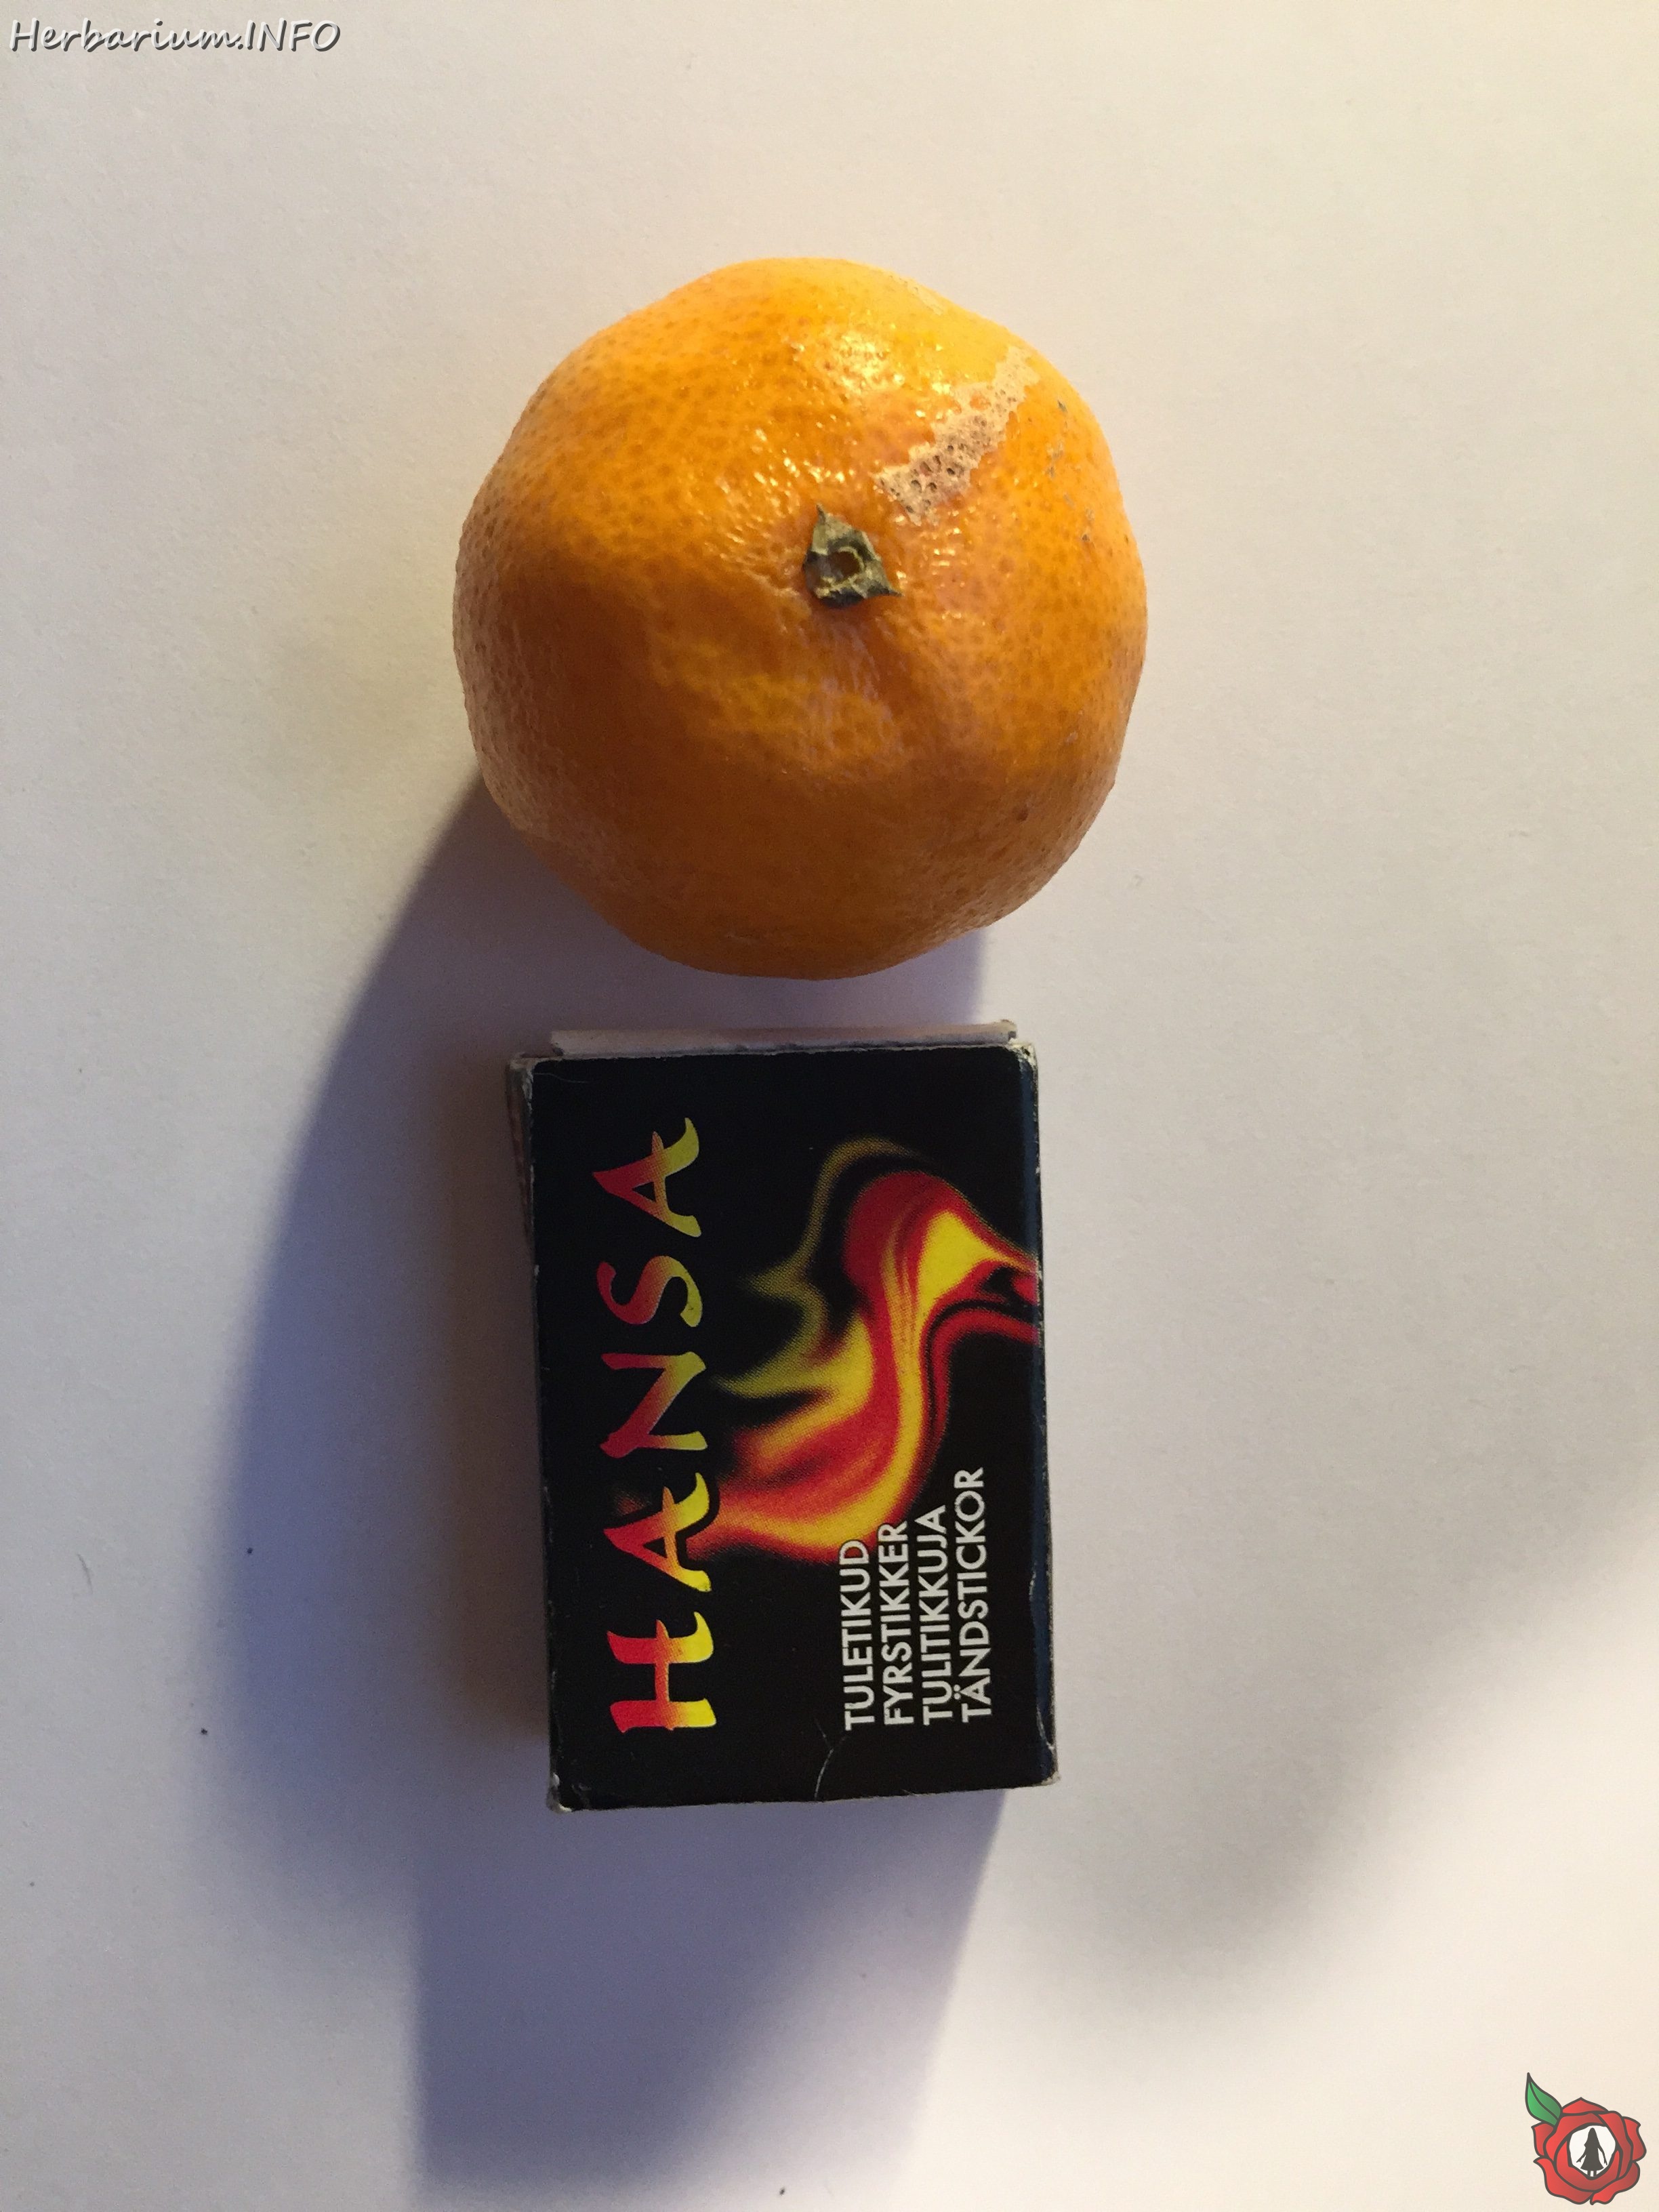 Herbarium.INFO
HANSA
TULETIKUD
FYRSTIKKER
TULITIKKUJA
TÄNDSTICKOR